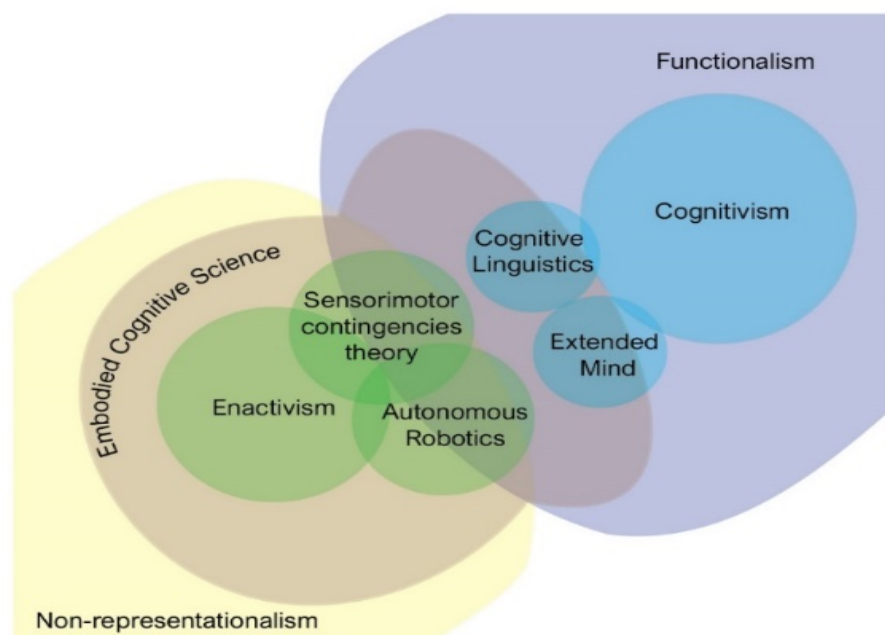 Functionalism
Cognitivism
Cognitive
Linguistics
Embodied Cognitive Science
Sensorimotor
contingencies
theory
Extended
Mind
Enactivism
Autonomous
Robotics
Non-representationalism